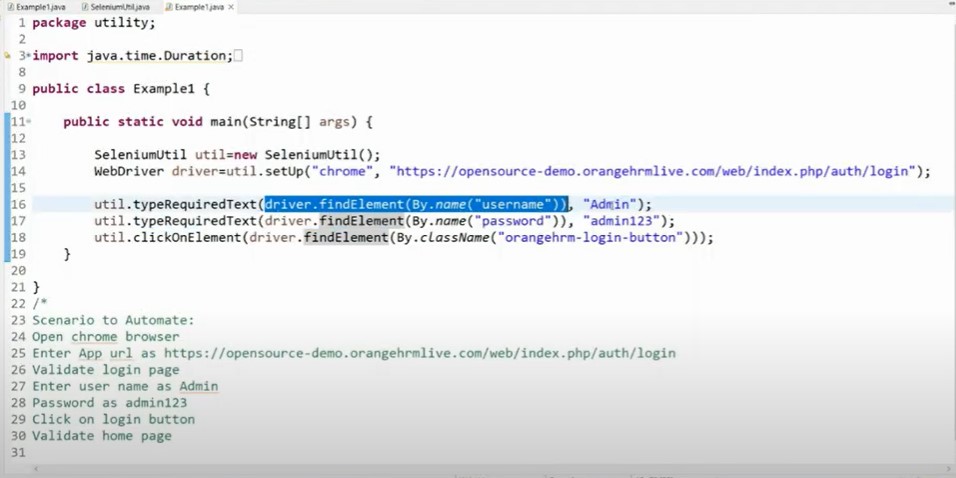 Example1.java
SeleniumUtil.java
Example1.java
1 package utility;
2
3 import java.time.Duration;
8
9 public class Example1 {
10
11 public static void main(String[] args) {
12
13 SeleniumUtil util=new SeleniumUtil();
14 WebDriver driver=util.setUp("chrome", "https://opensource-demo.orangehrmlive.com/web/index.php/auth/login");
15
16 util.typeRequiredText(driver.findElement(By.name("username")), "Admin");
17 util.typeRequiredText(driver.findElement(By.name("password")), "admin123");
18 util.clickOnElement(driver.findElement(By.className("orangehrm-login-button")));
19 }
20
21 }
22 /*
23 Scenario to Automate:
24 Open chrome browser
25 Enter App url as https://opensource-demo.orangehrmlive.com/web/index.php/auth/login
26 Validate login page
27 Enter user name as Admin
28 Password as admin123
29 Click on login button
30 Validate home page
31